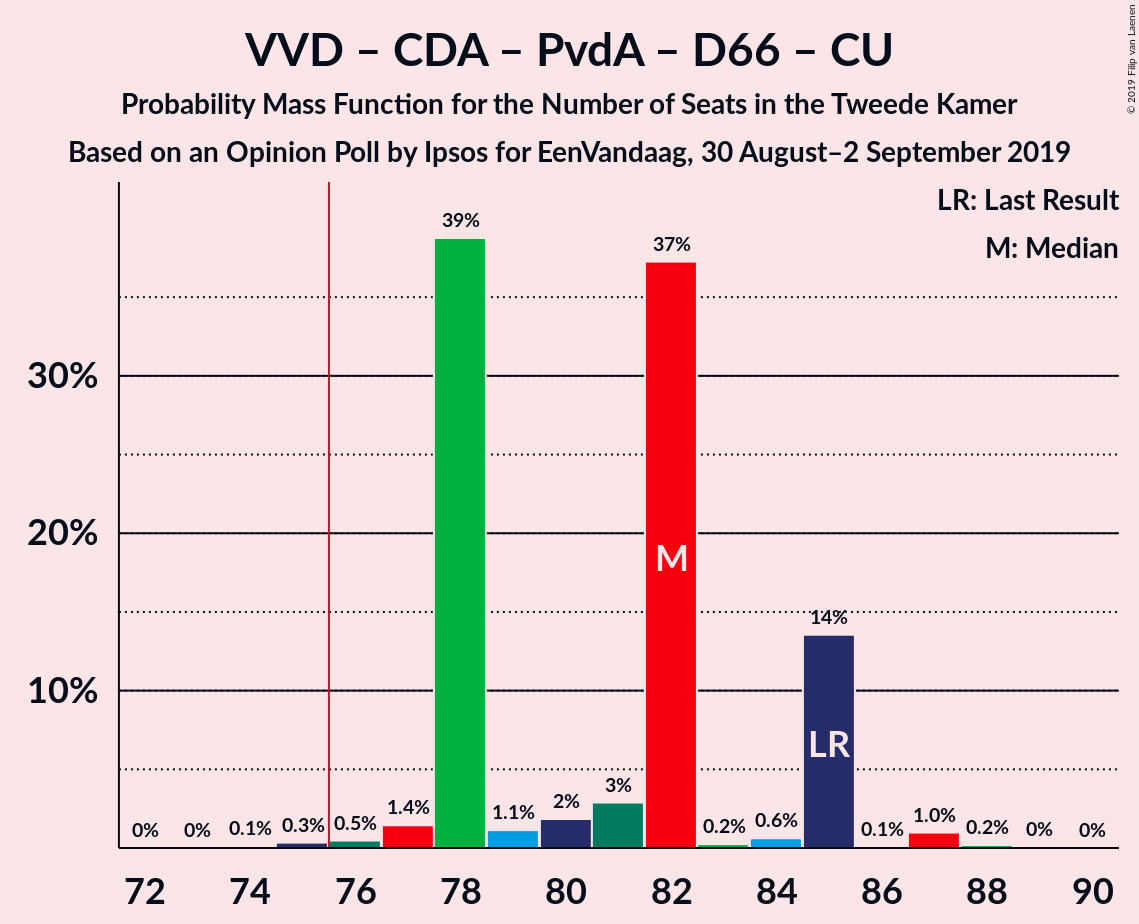 VVD – CDA – PvdA – D66 – CU
Probability Mass Function for the Number of Seats in the Tweede Kamer
Based on an Opinion Poll by Ipsos for EenVandaag, 30 August–2 September 2019
© 2019 Filip van Laenen
LR: Last Result
M: Median
30%
20%
10%
0% 0% 0.1% 0.3% 0.5% 1.4% 39% 1.1% 2% 3% 37% 0.2% 0.6% 14% 0.1% 1.0% 0.2% 0% 0%
M
LR
72 74 76 78 80 82 84 86 88 90